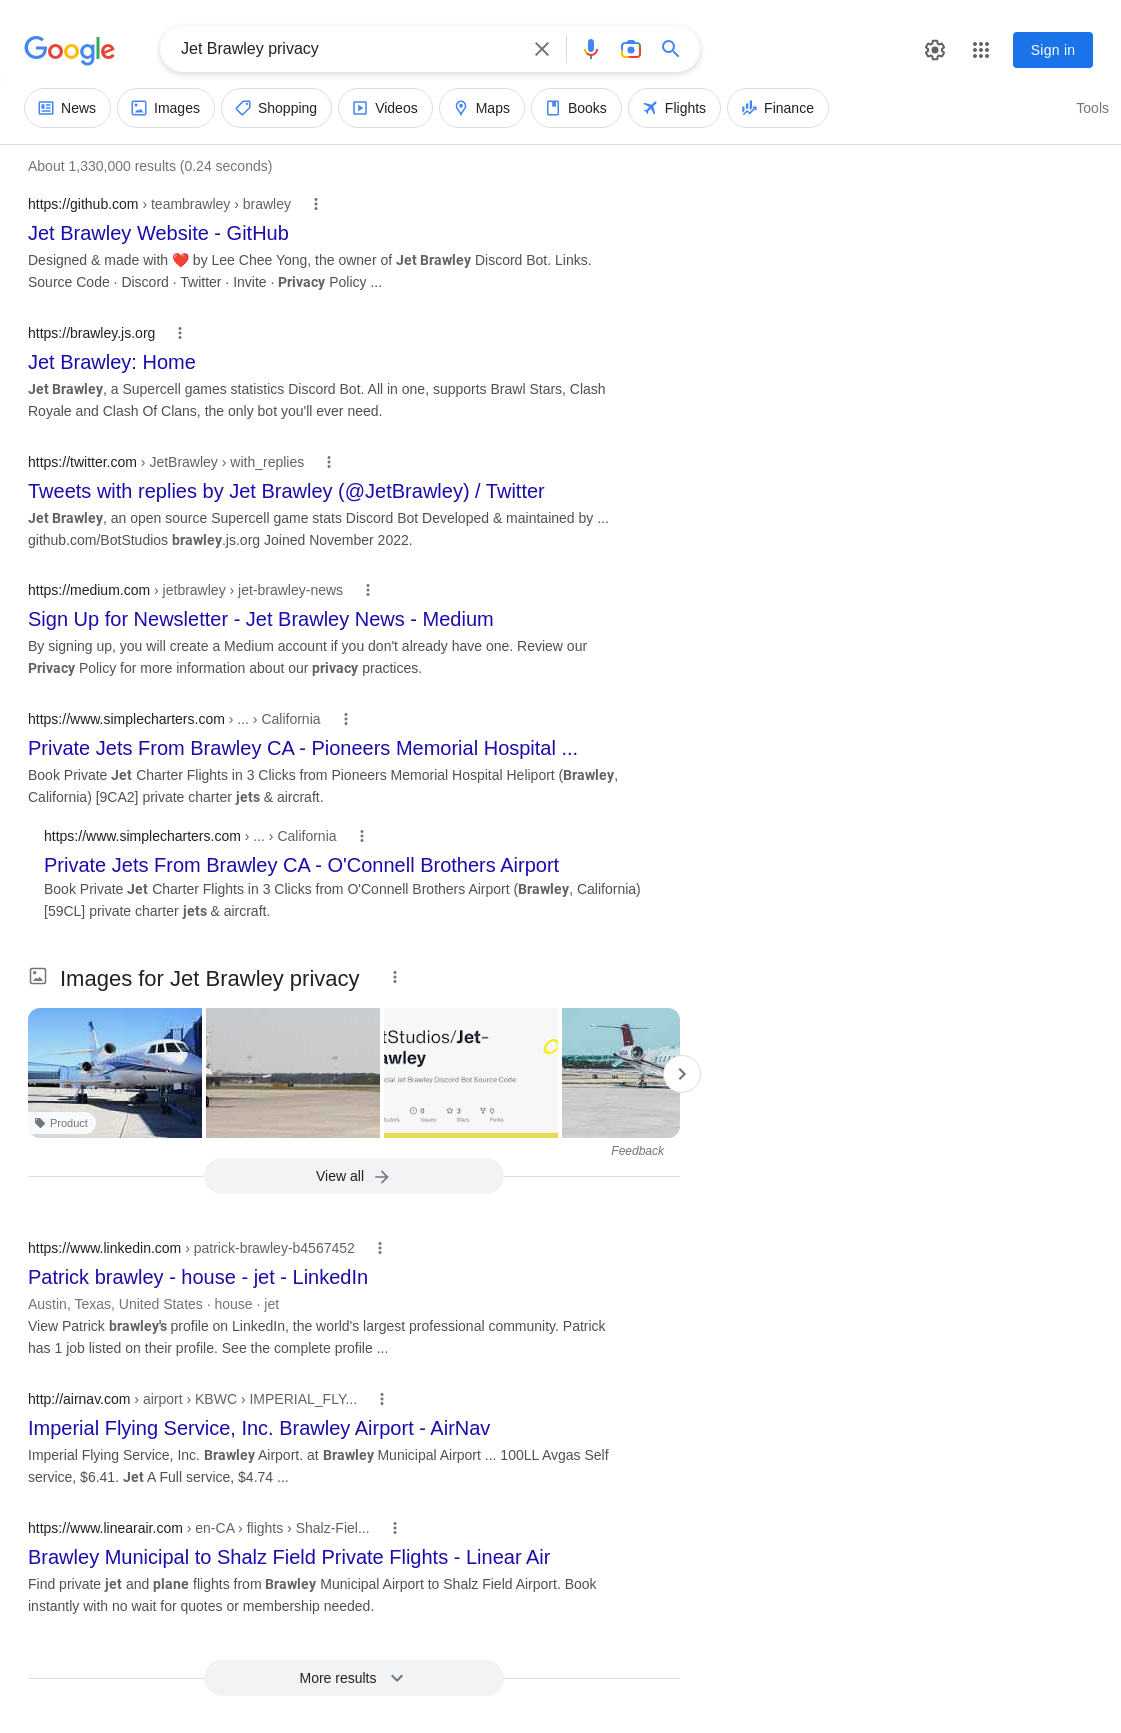 Google
Jet Brawley privacy
Sign in
News
Images
Shopping
Videos
Maps
Books
Flights
Finance
Tools
About 1,330,000 results (0.24 seconds)
https://github.com › teambrawley › brawley
Jet Brawley Website - GitHub
Designed & made with ❤️ by Lee Chee Yong, the owner of Jet Brawley Discord Bot. Links.
Source Code · Discord · Twitter · Invite · Privacy Policy ...
https://brawley.js.org
Jet Brawley: Home
Jet Brawley, a Supercell games statistics Discord Bot. All in one, supports Brawl Stars, Clash
Royale and Clash Of Clans, the only bot you'll ever need.
https://twitter.com › JetBrawley › with_replies
Tweets with replies by Jet Brawley (@JetBrawley) / Twitter
Jet Brawley, an open source Supercell game stats Discord Bot Developed & maintained by ...
github.com/BotStudios brawley.js.org Joined November 2022.
https://medium.com › jetbrawley › jet-brawley-news
Sign Up for Newsletter - Jet Brawley News - Medium
By signing up, you will create a Medium account if you don't already have one. Review our
Privacy Policy for more information about our privacy practices.
https://www.simplecharters.com › ... › California
Private Jets From Brawley CA - Pioneers Memorial Hospital ...
Book Private Jet Charter Flights in 3 Clicks from Pioneers Memorial Hospital Heliport (Brawley,
California) [9CA2] private charter jets & aircraft.
https://www.simplecharters.com › ... › California
Private Jets From Brawley CA - O'Connell Brothers Airport
Book Private Jet Charter Flights in 3 Clicks from O'Connell Brothers Airport (Brawley, California)
[59CL] private charter jets & aircraft.
Images for Jet Brawley privacy
Product
tStudios/Jet-
awley
cial Jet Brawley Discord Bot Source Code
0 3 0
butors Issues Stars Forks
Feedback
View all
https://www.linkedin.com › patrick-brawley-b4567452
Patrick brawley - house - jet - LinkedIn
Austin, Texas, United States · house · jet
View Patrick brawley's profile on LinkedIn, the world's largest professional community. Patrick
has 1 job listed on their profile. See the complete profile ...
http://airnav.com › airport › KBWC › IMPERIAL_FLY...
Imperial Flying Service, Inc. Brawley Airport - AirNav
Imperial Flying Service, Inc. Brawley Airport. at Brawley Municipal Airport ... 100LL Avgas Self
service, $6.41. Jet A Full service, $4.74 ...
https://www.linearair.com › en-CA › flights › Shalz-Fiel...
Brawley Municipal to Shalz Field Private Flights - Linear Air
Find private jet and plane flights from Brawley Municipal Airport to Shalz Field Airport. Book
instantly with no wait for quotes or membership needed.
More results